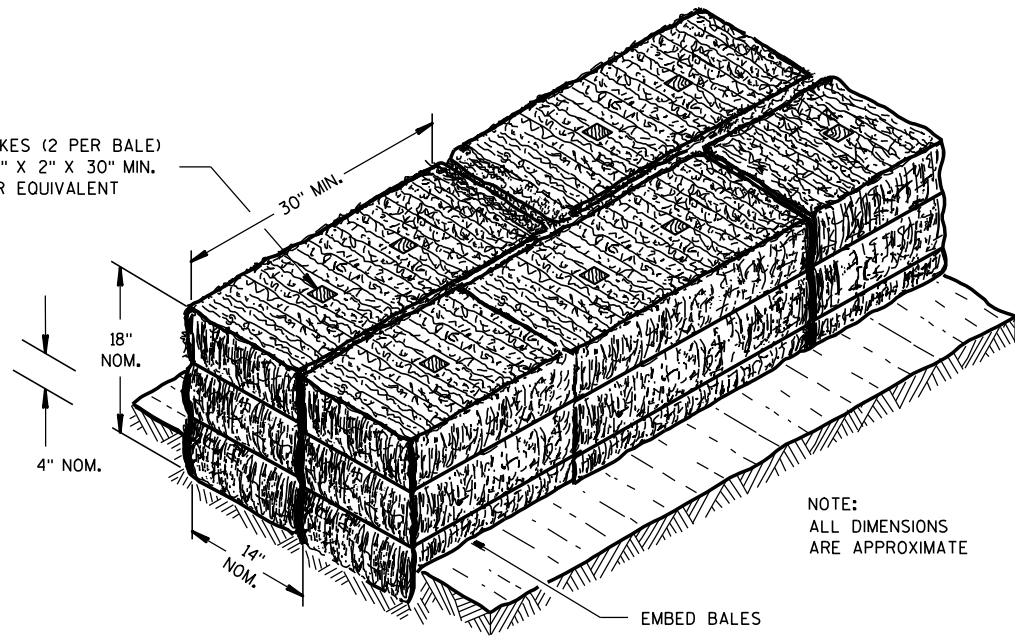 KES (2 PER BALE)
" X 2" X 30" MIN.
R EQUIVALENT
30" MIN.
18"
NOM.
4" NOM.
14"
NOM.
NOTE:
ALL DIMENSIONS
ARE APPROXIMATE
EMBED BALES